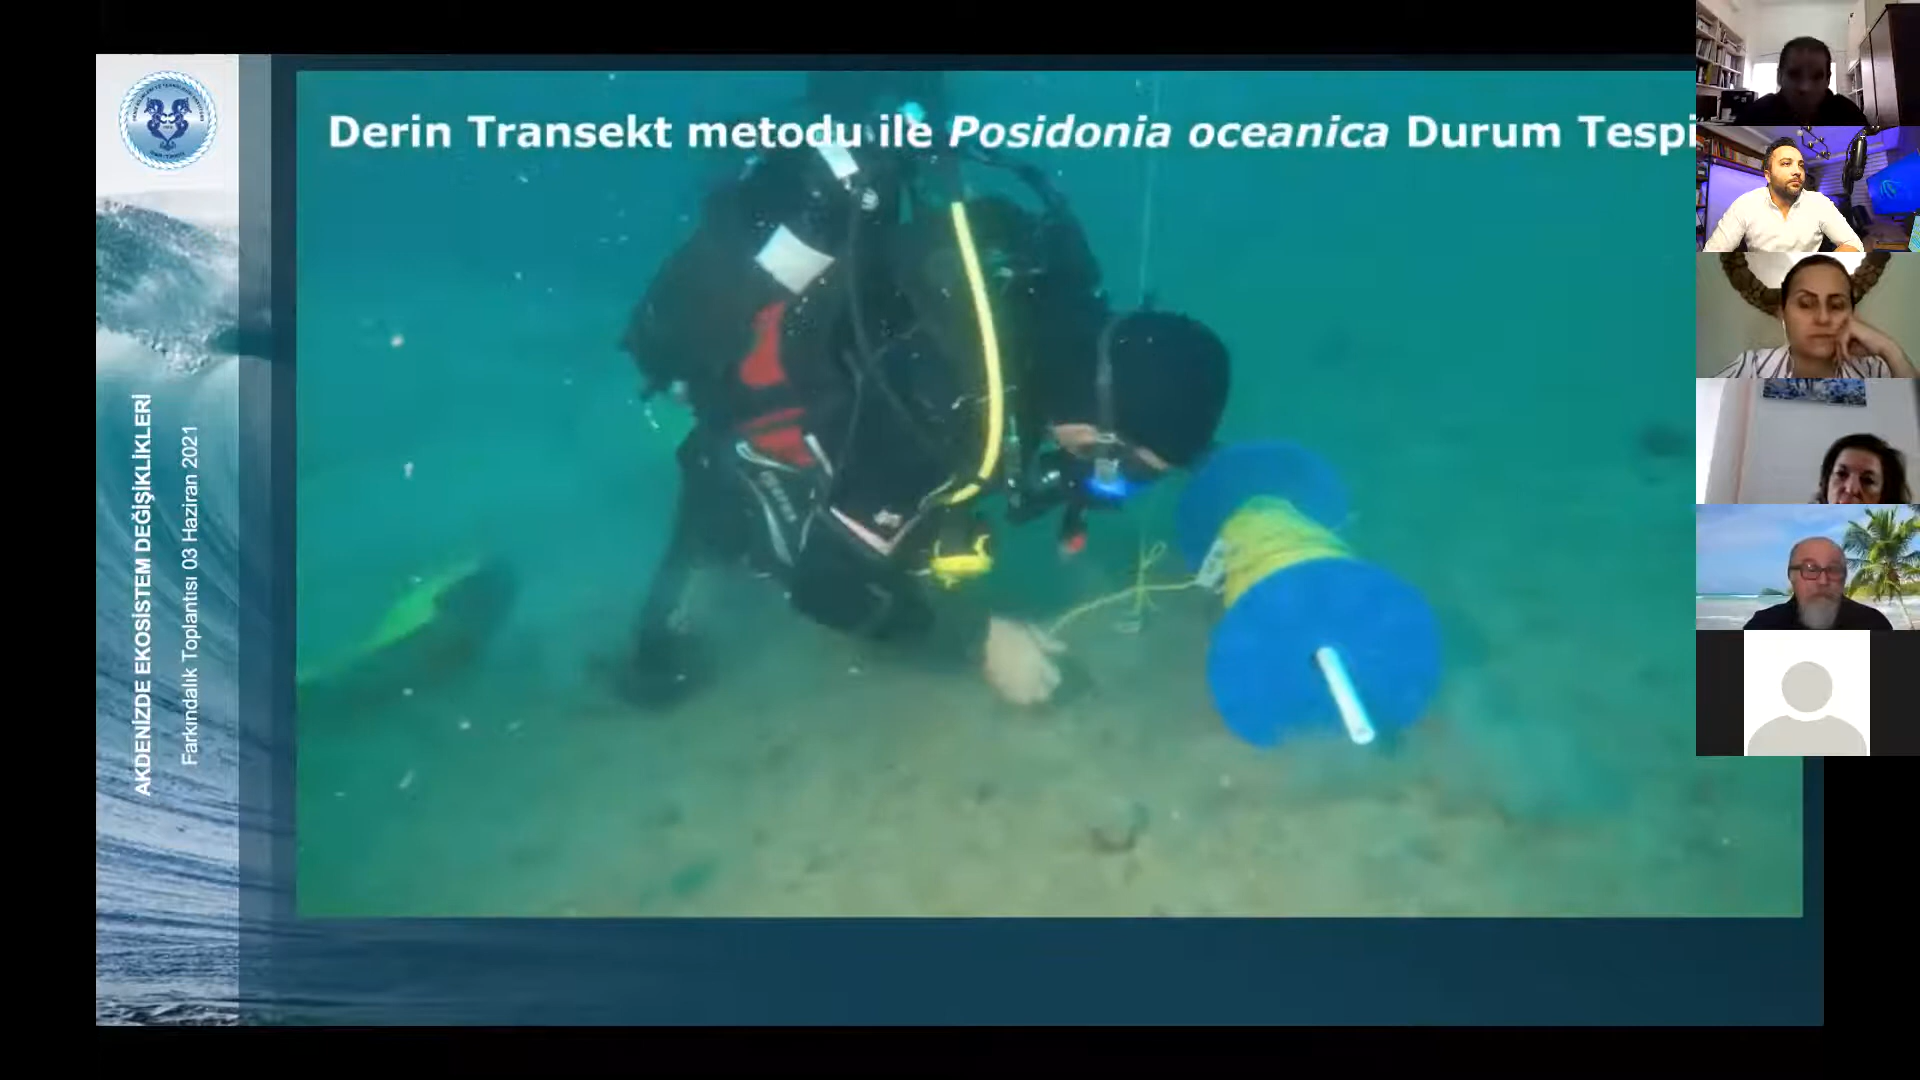 Derin Transekt metodu ile Posidonia oceanica Durum Tespi
AKDENİZDE EKOSİSTEM DEĞİŞİKLİKLERİ
Farkındalık Toplantısı 03 Haziran 2021